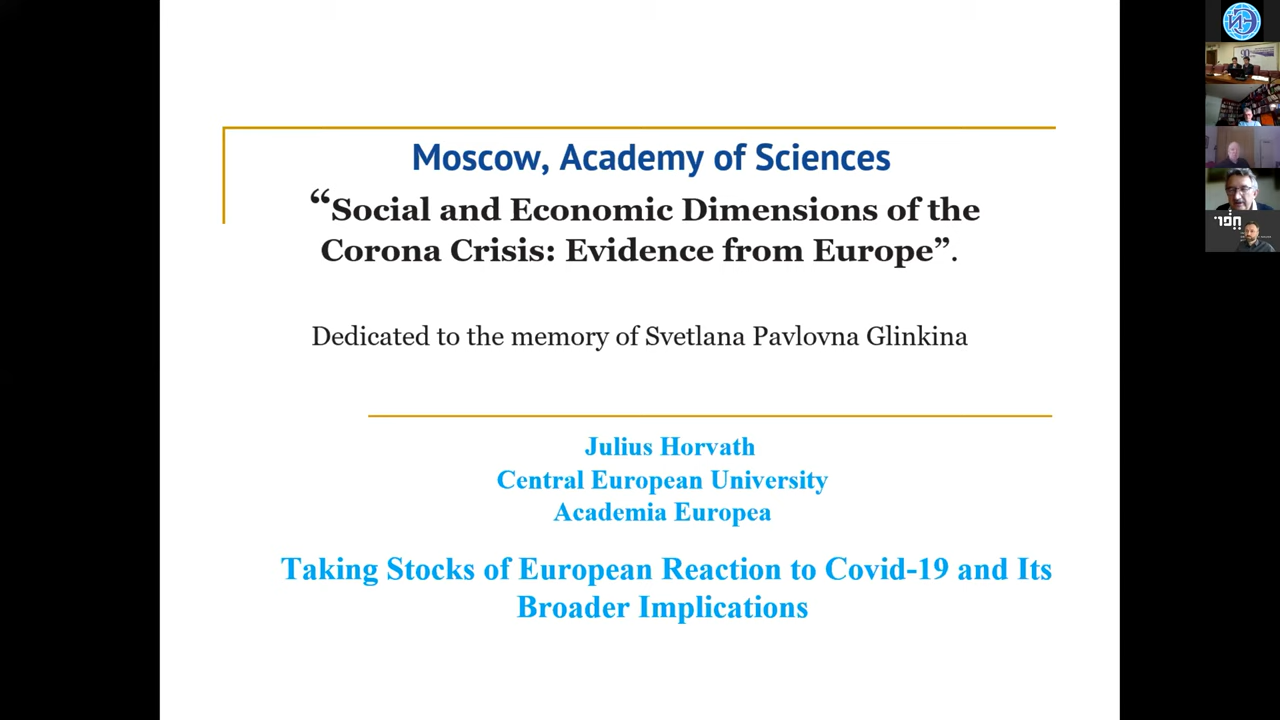 Moscow, Academy of Sciences
“Social and Economic Dimensions of the
Corona Crisis: Evidence from Europe”.
Dedicated to the memory of Svetlana Pavlovna Glinkina
Julius Horvath
Central European University
Academia Europea
Taking Stocks of European Reaction to Covid-19 and Its
Broader Implications